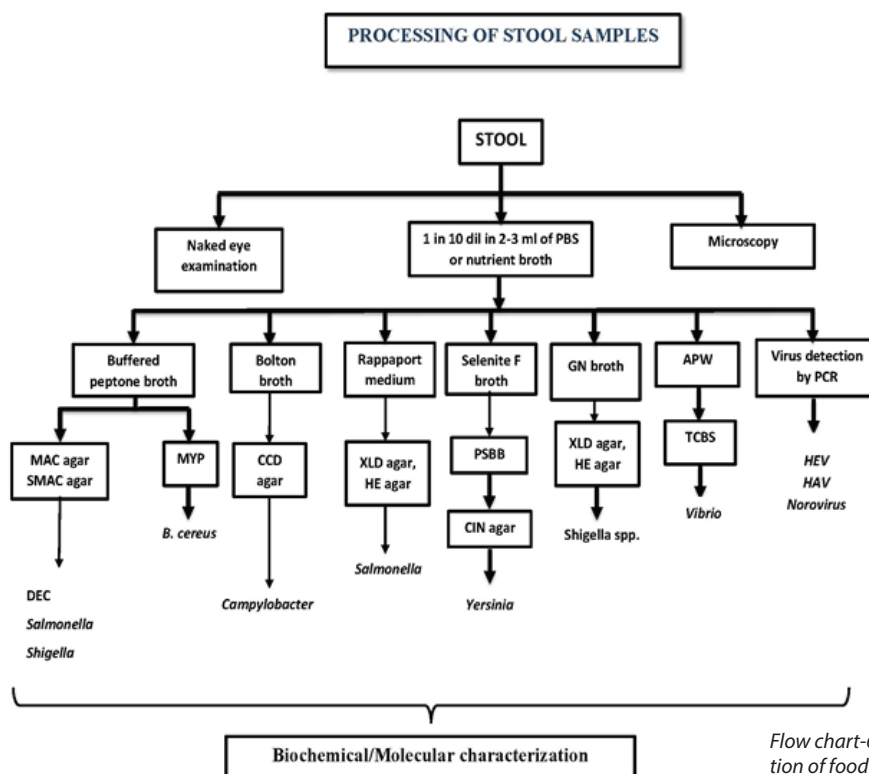 PROCESSING OF STOOL SAMPLES
STOOL
Naked eye
examination
1 in 10 dil in 2-3 ml of PBS
or nutrient broth
Microscopy
Buffered
peptone broth
Bolton
broth
Rappaport
medium
Selenite F
broth
GN broth
APW
Virus detection
by PCR
MAC agar
SMAC agar
MYP
CCD
agar
XLD agar,
HE agar
PSBB
XLD agar,
HE agar
TCBS
HEV
HAV
Norovirus
B. cereus
CIN agar
Shigella spp.
Vibrio
Salmonella
DEC
Salmonella
Shigella
Campylobacter
Yersinia
Biochemical/Molecular characterization
Flow chart-
tion of food